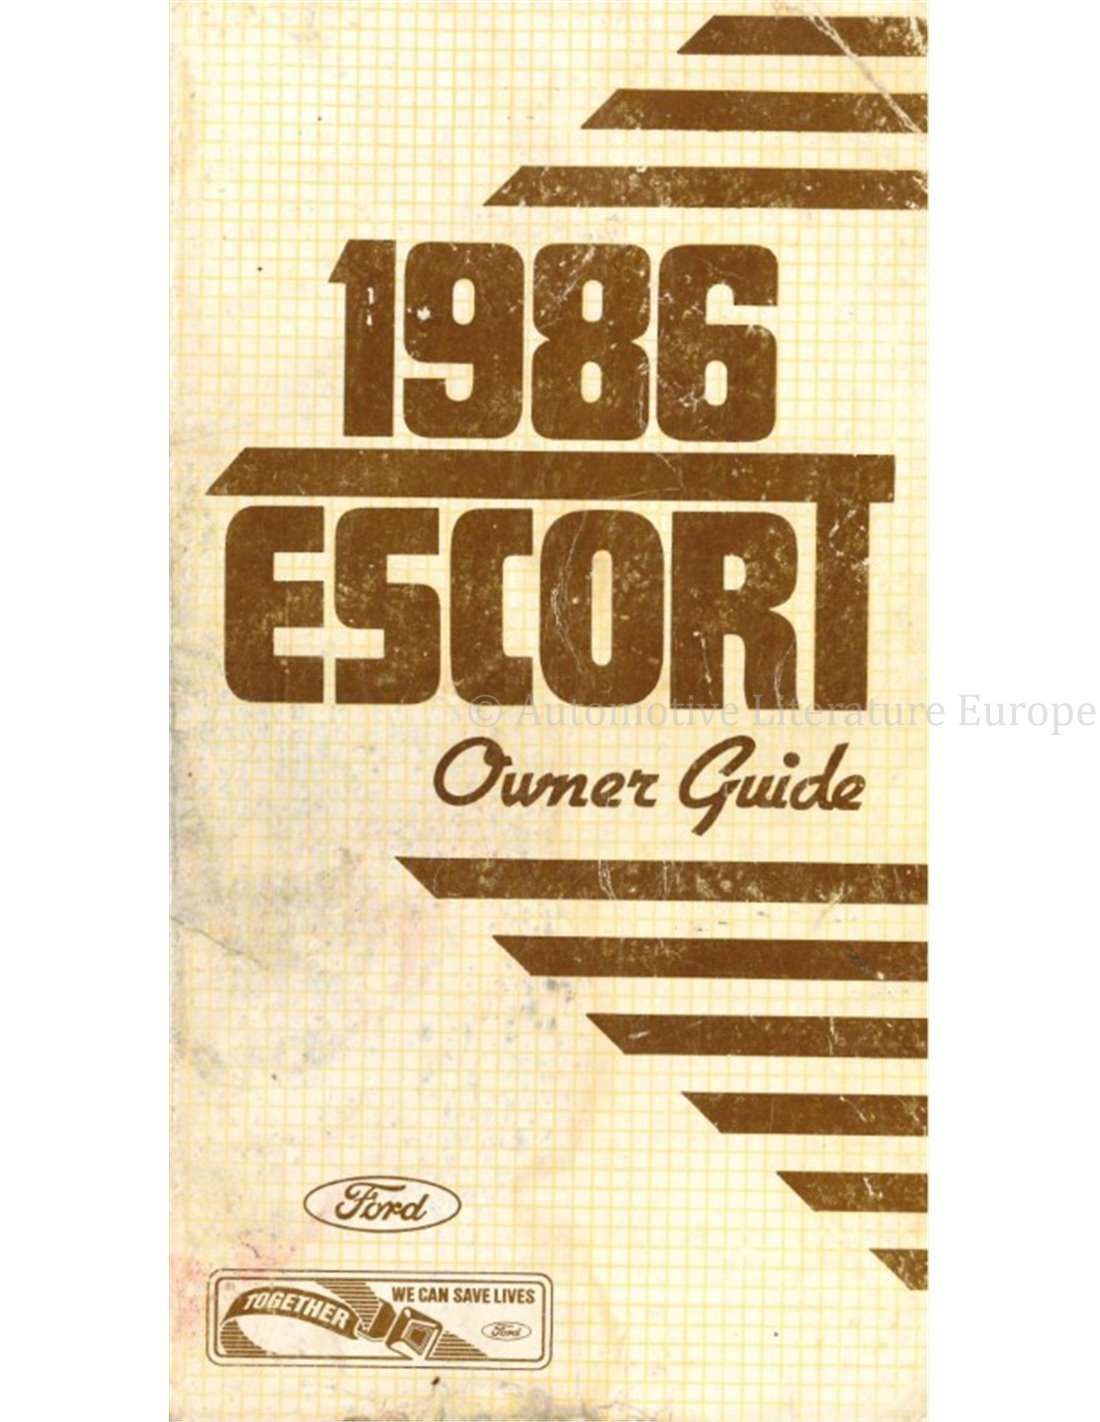 1986
ESCORT
© Automotive Literature Europe
Owner Guide
Ford
WE CAN SAVE LIVES
TOGETHER
Ford